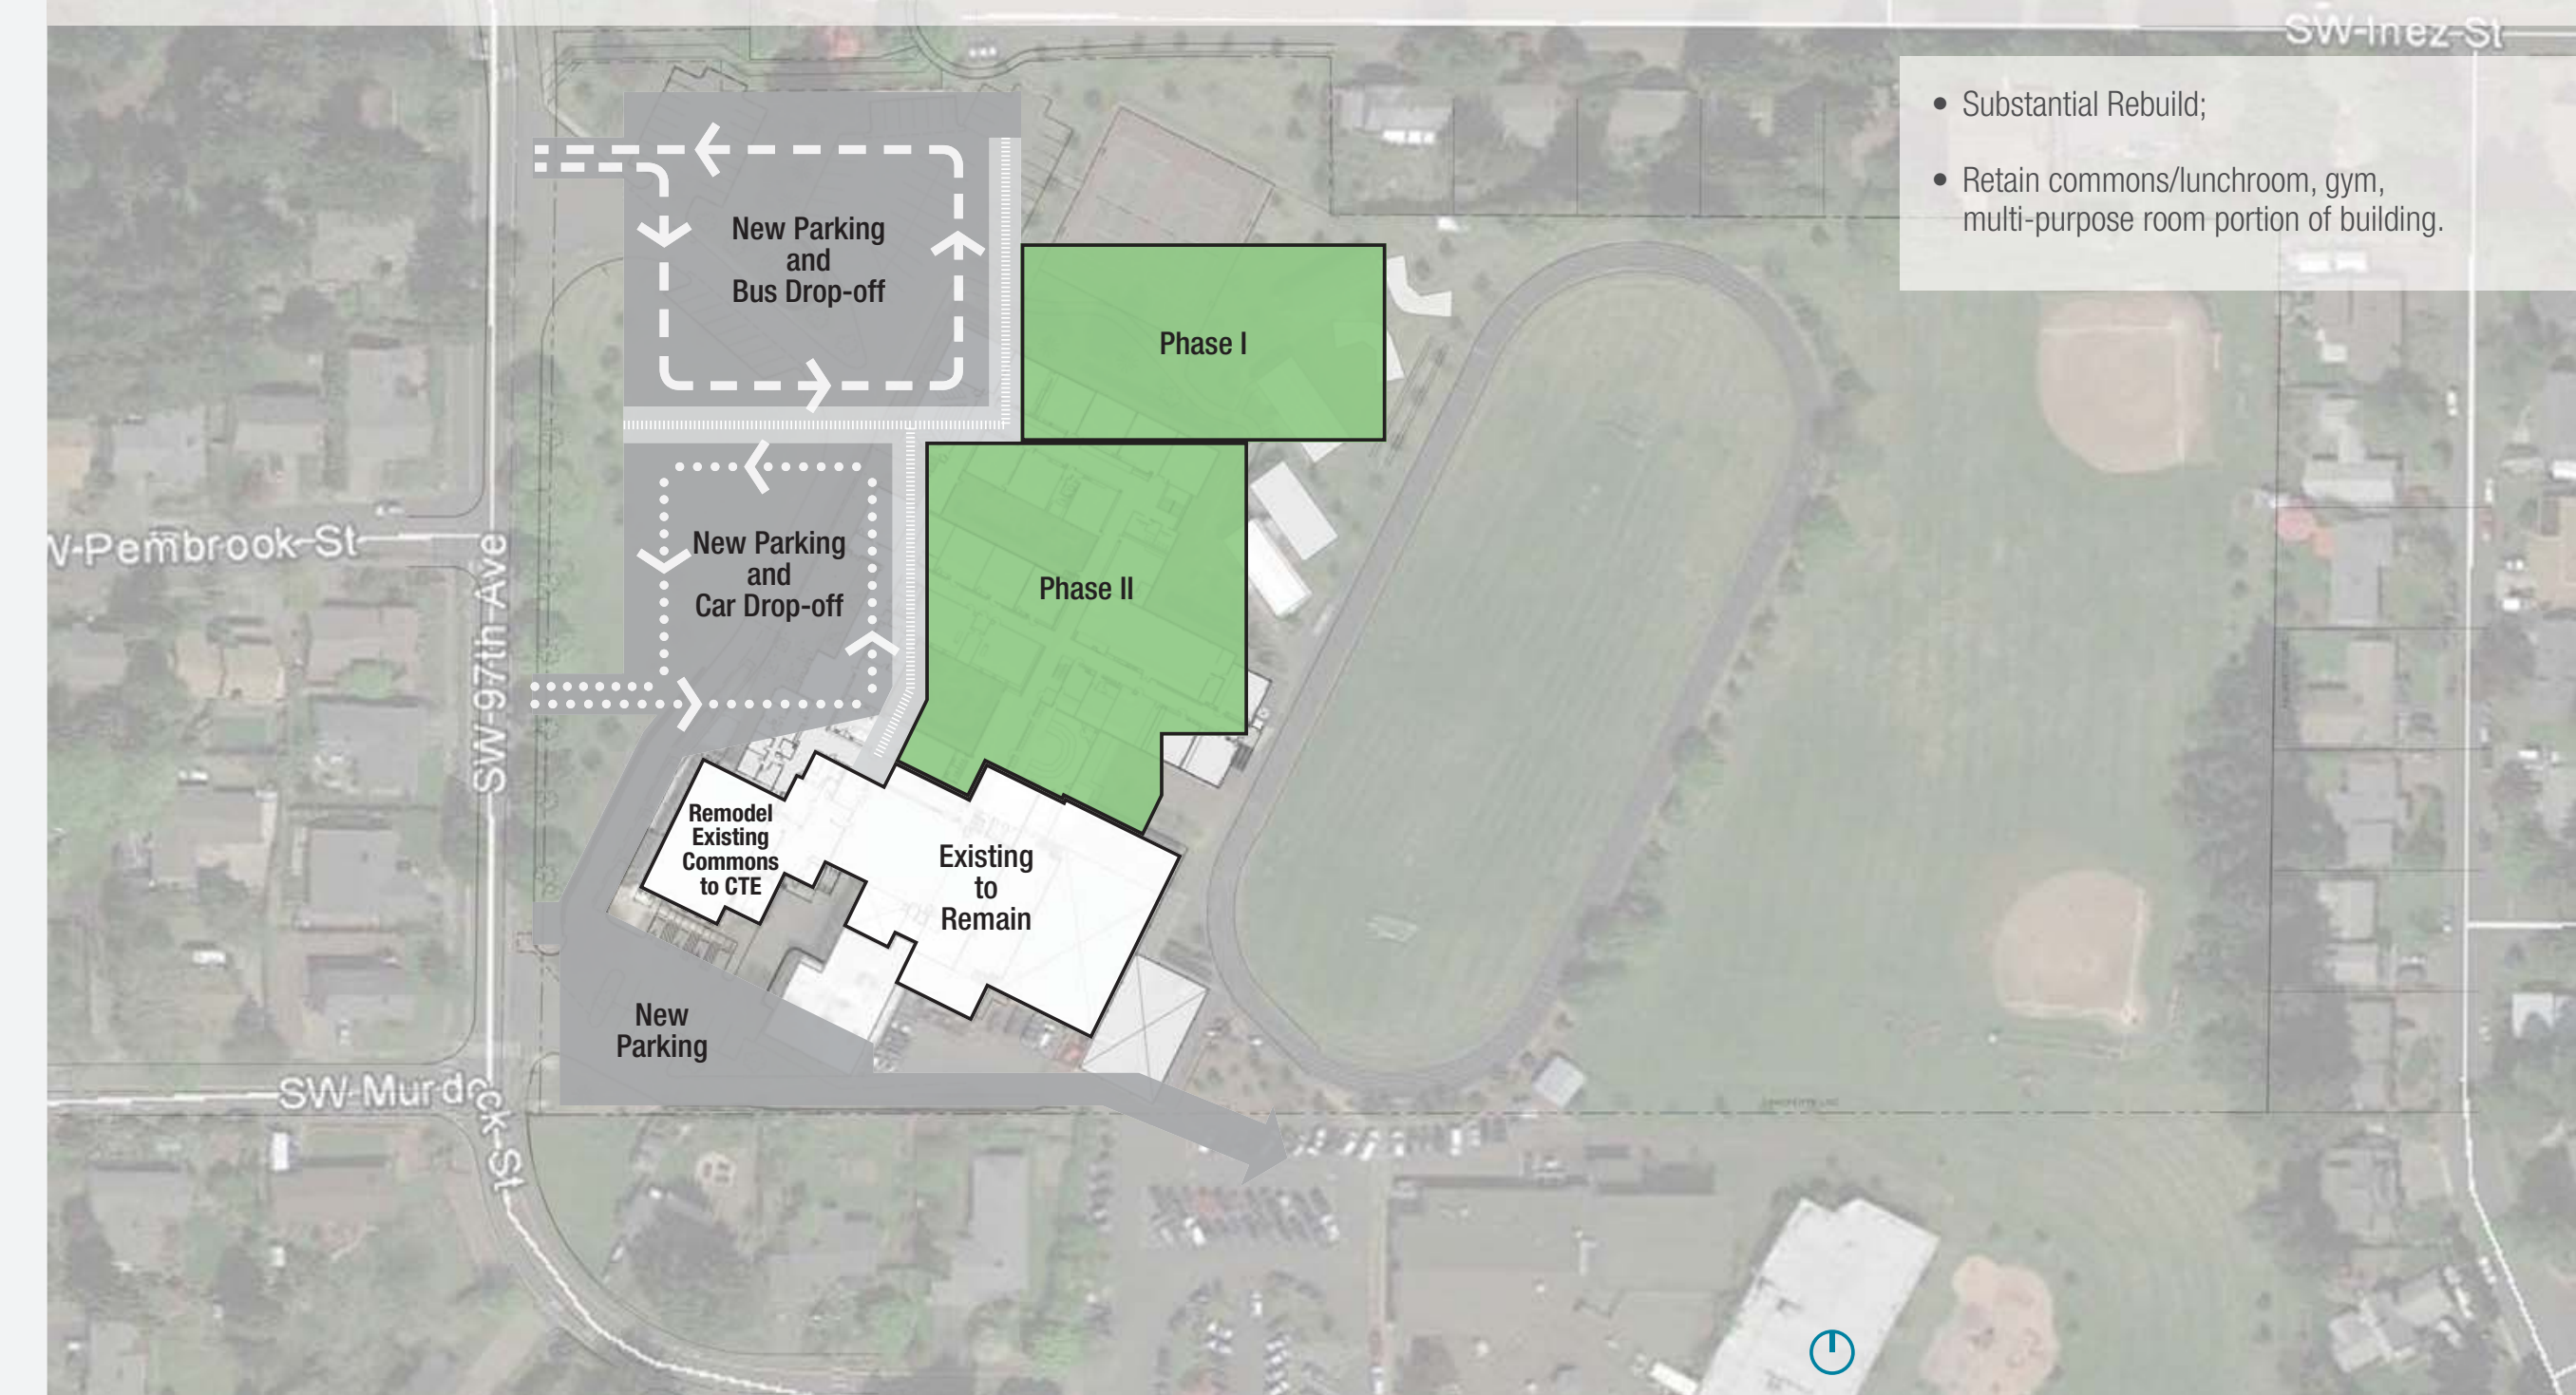 SW Inez St
• Substantial Rebuild;
• Retain commons/lunchroom, gym,
multi-purpose room portion of building.
New Parking
and
Bus Drop-off
Phase I
W-Pembrook-St
SW-97th-Ave
New Parking
and
Car Drop-off
Phase II
Remodel
Existing
Commons
to CTE
Existing
to
Remain
New
Parking
SW-Murdock-St